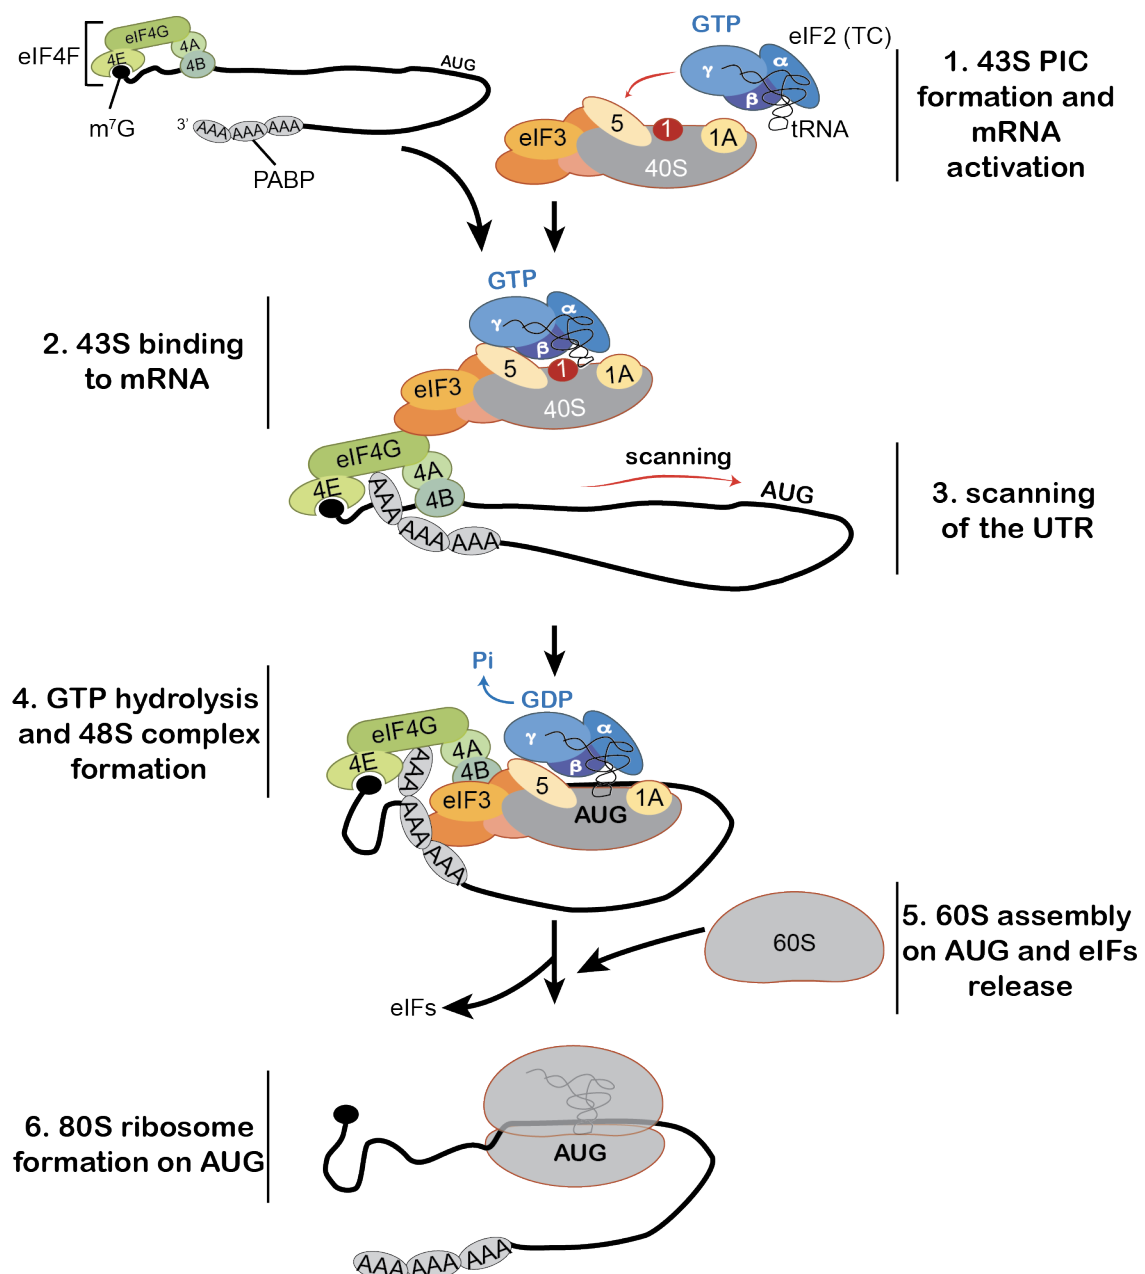 eIF4F
eIF4G
4E
4A
4B
m⁷G
AUG
3'
AAA AAA AAA
PABP
GTP
eIF2 (TC)
γ
α
β
tRNA
5
1
1A
eIF3
40S
1. 43S PIC
formation and
mRNA
activation
2. 43S binding
to mRNA
GTP
γ
α
β
5
1
1A
eIF3
40S
eIF4G
4E
4A
4B
AAA
AAA
AAA
scanning
AUG
3. scanning
of the UTR
4. GTP hydrolysis
and 48S complex
formation
Pi
GDP
γ
α
β
eIF4G
4E
4A
4B
AAA
AAA
AAA
eIF3
5
1A
AUG
60S
5. 60S assembly
on AUG and eIFs
release
eIFs
6. 80S ribosome
formation on AUG
AUG
AAA AAA AAA